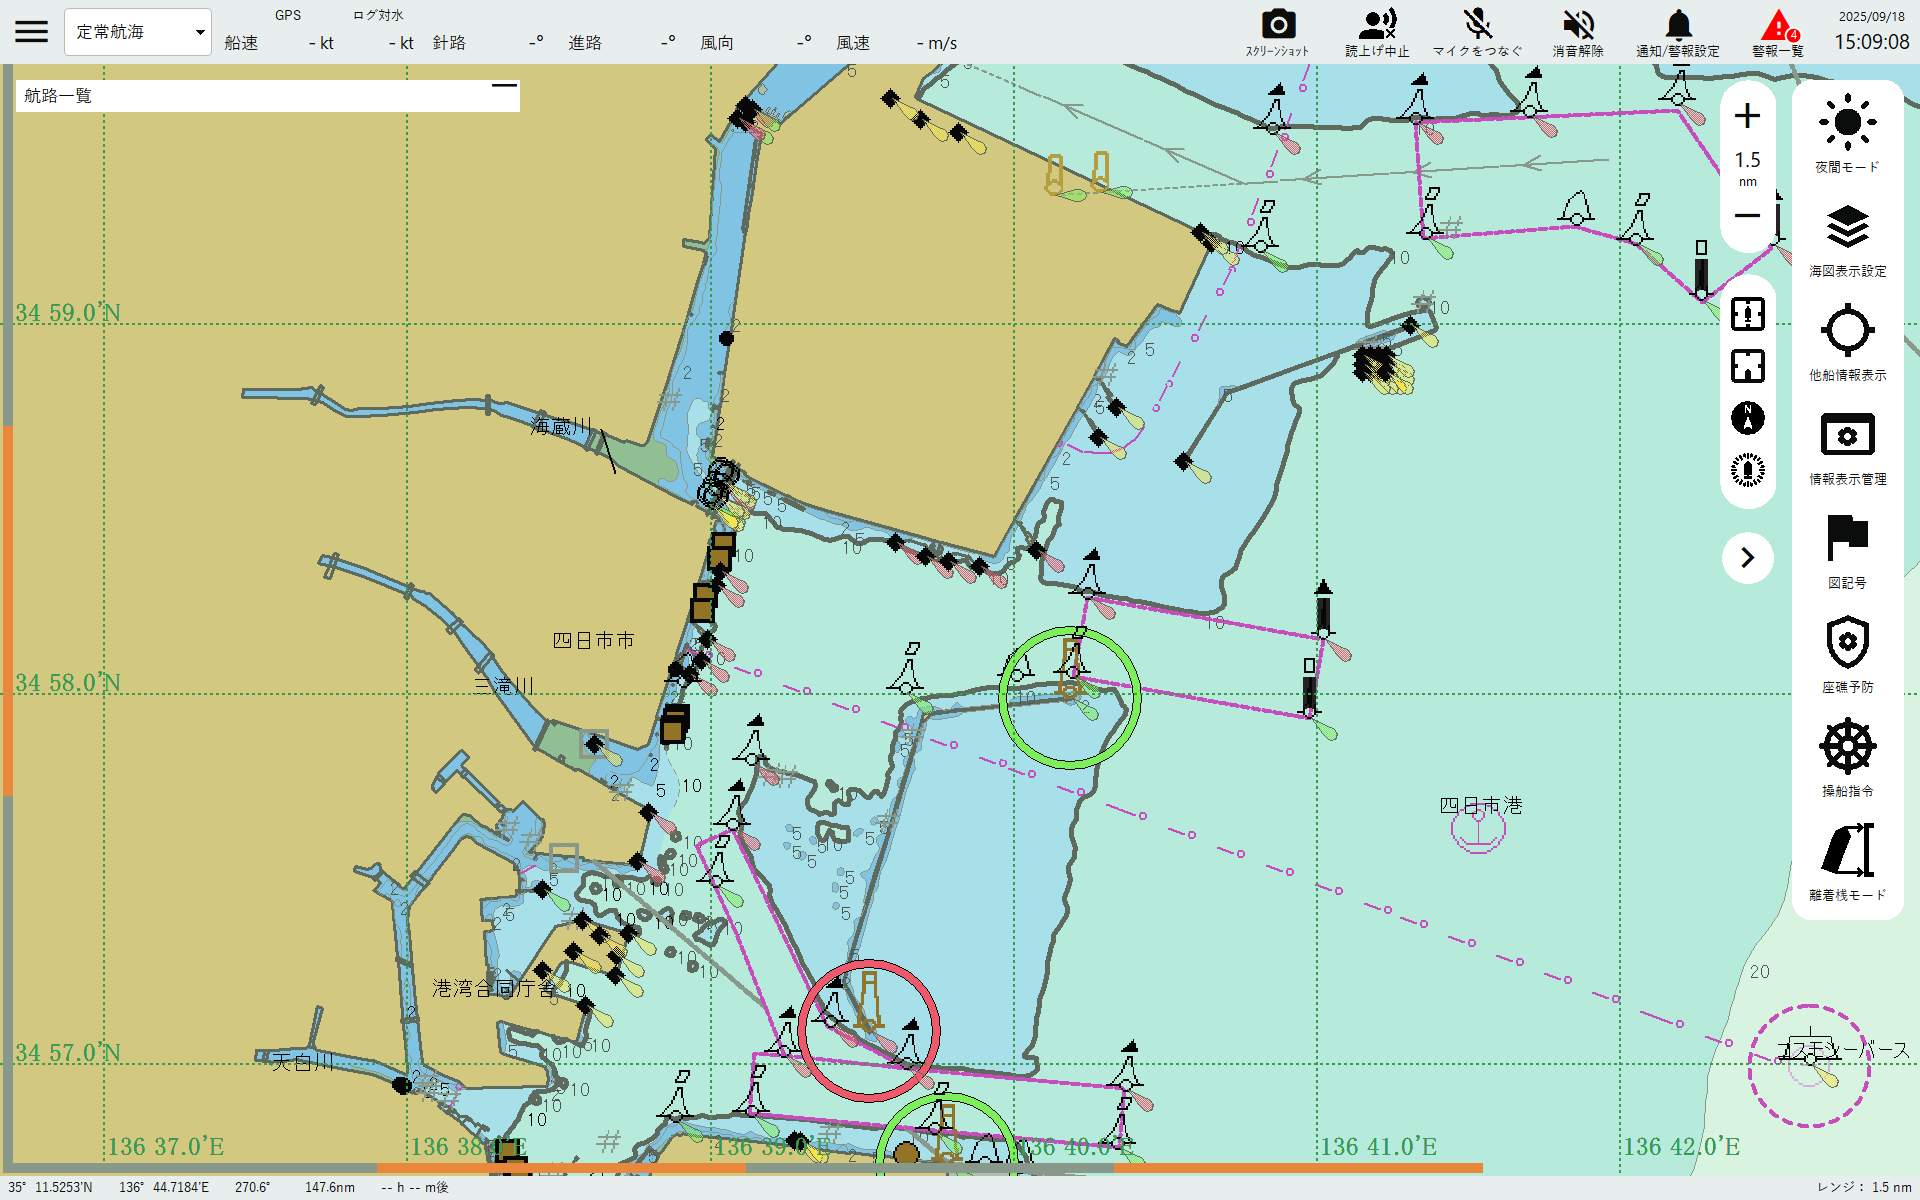 定常航海
GPS
ログ対水
船速
- kt
- kt
針路
-°
進路
-°
風向
-°
風速
- m/s
スクリーンショット
読上げ中止
マイクをつなぐ
消音解除
通知/警報設定
4
警報一覧
2025/09/18
15:09:08
航路一覧
1.5
nm
夜間モード
海図表示設定
他船情報表示
情報表示管理
図記号
座礁予防
操船指令
離着桟モード
N
34 59.0'N
34 58.0'N
34 57.0'N
海蔵川
四日市市
三滝川
四日市港
港湾合同庁舎
天白川
20
136 37.0'E
136 38.0'E
136 39.0'E
136 40.0'E
136 41.0'E
136 42.0'E
35° 11.5253'N
136° 44.7184'E
270.6°
147.6nm
-- h -- m後
レンジ： 1.5 nm